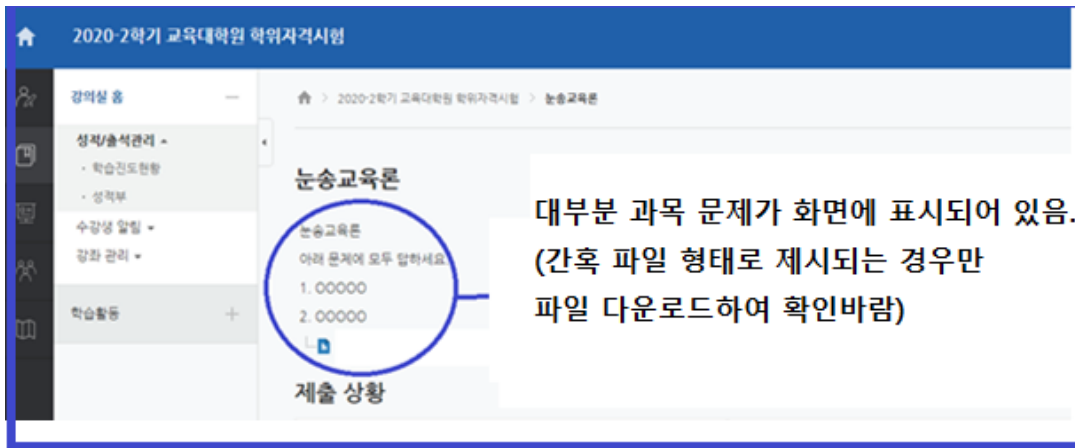 2020-2학기 교육대학원 학위자격시험
강의실 홈
성적/출석관리
· 학습진도현황
· 성적부
수강생 알림
강좌 관리
학습활동
2020-2학기 교육대학원 학위자격시험 > 눈송교육론
눈송교육론
눈송교육론
아래 문제에 모두 답하세요
1. OOOOO
2. OOOOO
제출 상황
대부분 과목 문제가 화면에 표시되어 있음.
(간혹 파일 형태로 제시되는 경우만
파일 다운로드하여 확인바람)